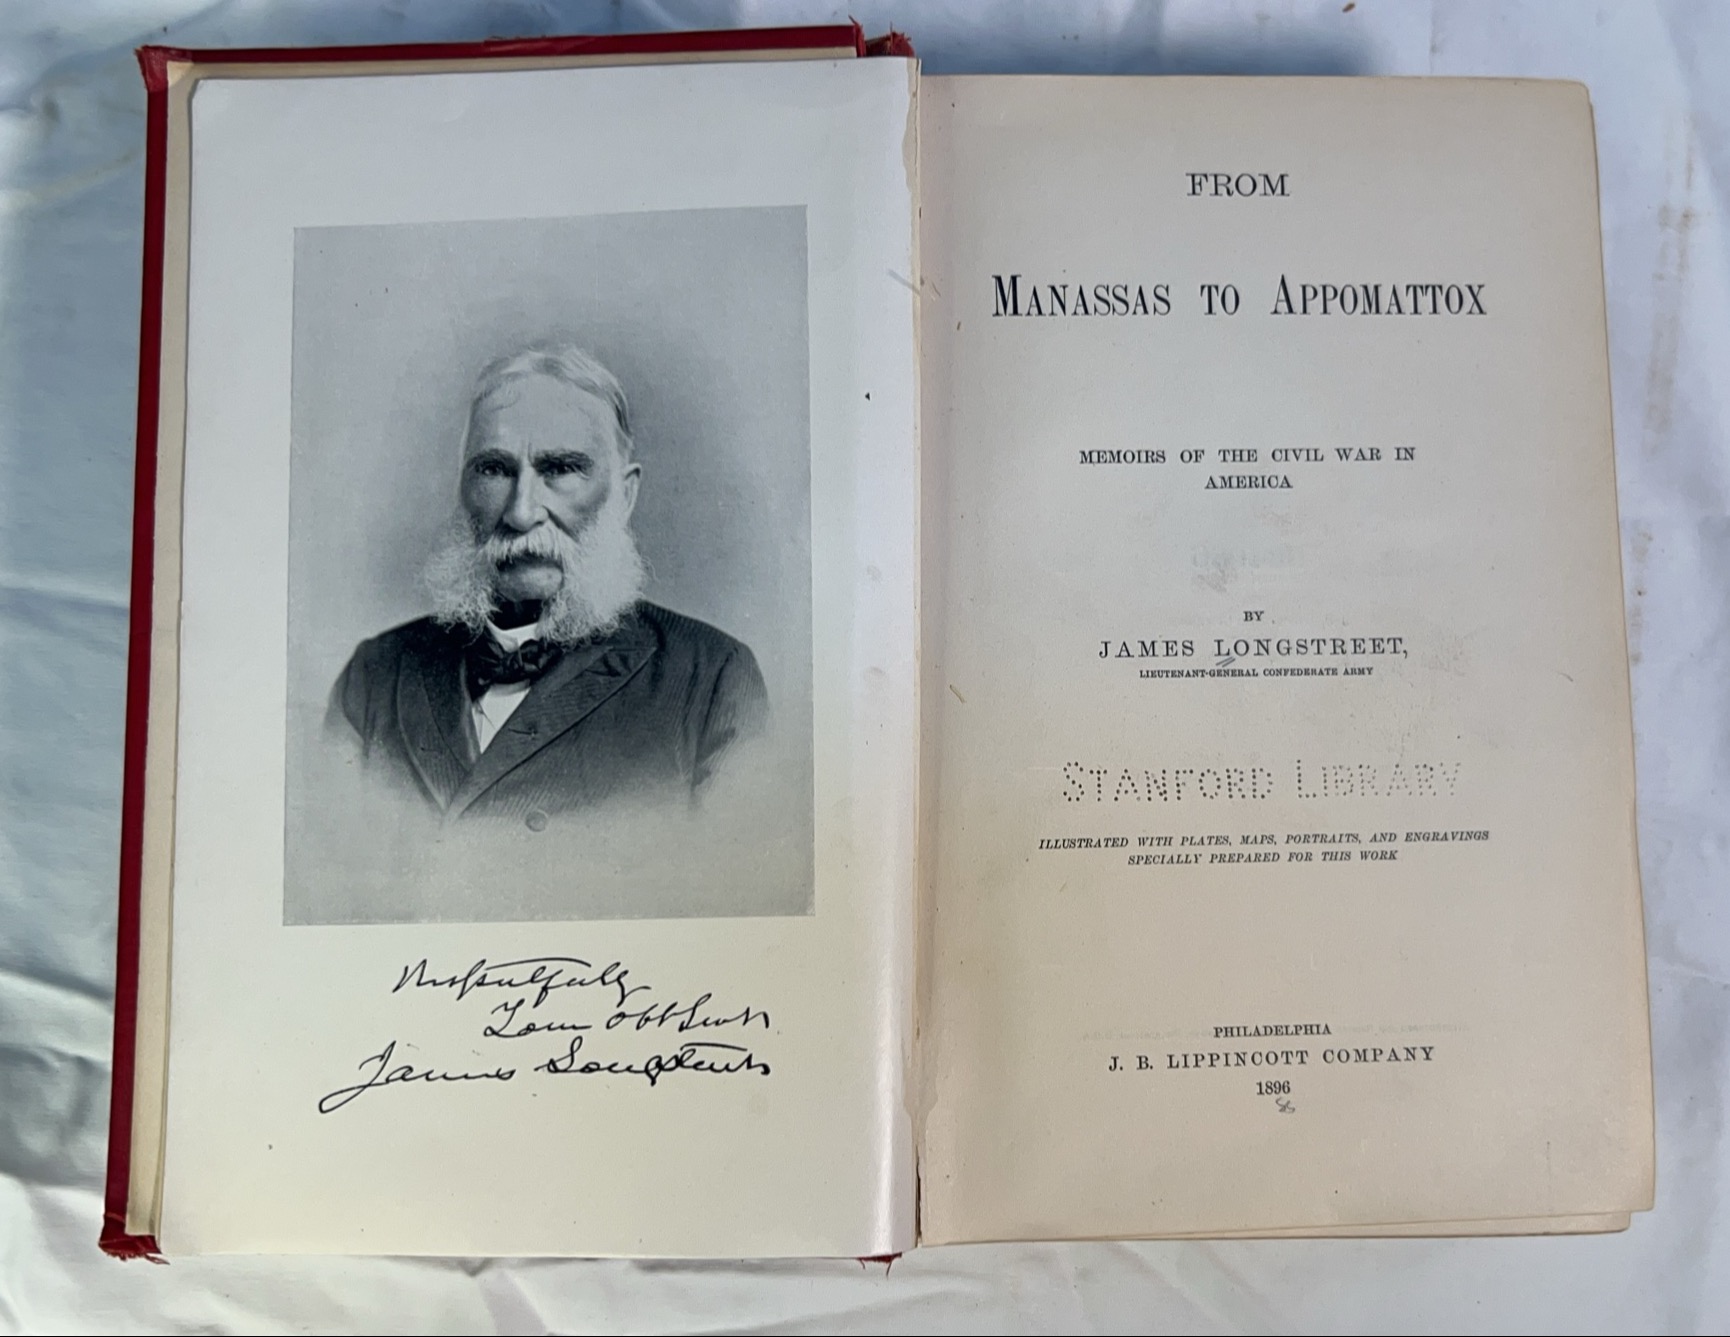 Respectfully
Your Obt Servt
James Longstreet
FROM
MANASSAS TO APPOMATTOX
MEMOIRS OF THE CIVIL WAR IN
AMERICA
BY
JAMES LONGSTREET,
LIEUTENANT-GENERAL CONFEDERATE ARMY
STANFORD LIBRARY
ILLUSTRATED WITH PLATES, MAPS, PORTRAITS, AND ENGRAVINGS
SPECIALLY PREPARED FOR THIS WORK
PHILADELPHIA
J. B. LIPPINCOTT COMPANY
1896